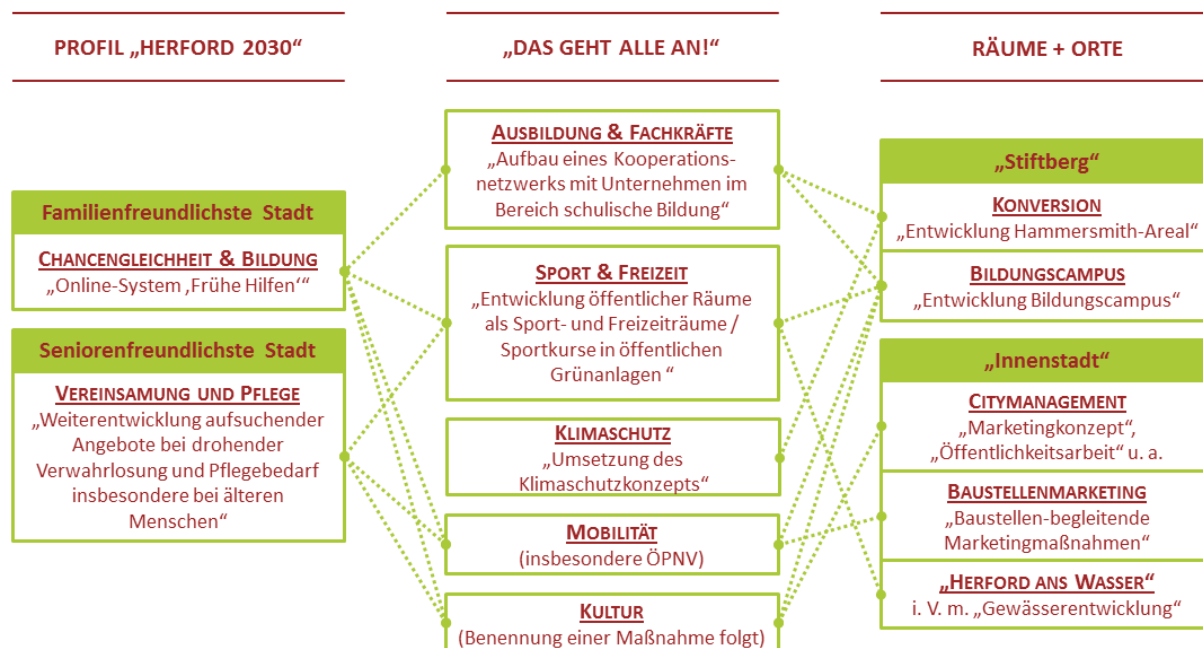 PROFIL „HERFORD 2030“
„DAS GEHT ALLE AN!“
RÄUME + ORTE
Familienfreundlichste Stadt
CHANCENGLEICHHEIT & BILDUNG
„Online-System ‚Frühe Hilfen‘“
Seniorenfreundlichste Stadt
VEREINSAMUNG UND PFLEGE
„Weiterentwicklung aufsuchender
Angebote bei drohender
Verwahrlosung und Pflegebedarf
insbesondere bei älteren
Menschen“
AUSBILDUNG & FACHKRÄFTE
„Aufbau eines Kooperations-
netzwerks mit Unternehmen im
Bereich schulische Bildung“
SPORT & FREIZEIT
„Entwicklung öffentlicher Räume
als Sport- und Freizeiträume /
Sportkurse in öffentlichen
Grünanlagen “
KLIMASCHUTZ
„Umsetzung des
Klimaschutzkonzepts“
MOBILITÄT
(insbesondere ÖPNV)
KULTUR
(Benennung einer Maßnahme folgt)
„Stiftberg“
KONVERSION
„Entwicklung Hammersmith-Areal“
BILDUNGSCAMPUS
„Entwicklung Bildungscampus“
„Innenstadt“
CITYMANAGEMENT
„Marketingkonzept“,
„Öffentlichkeitsarbeit“ u. a.
BAUSTELLENMARKETING
„Baustellen-begleitende
Marketingmaßnahmen“
„HERFORD ANS WASSER“
i. V. m. „Gewässerentwicklung“